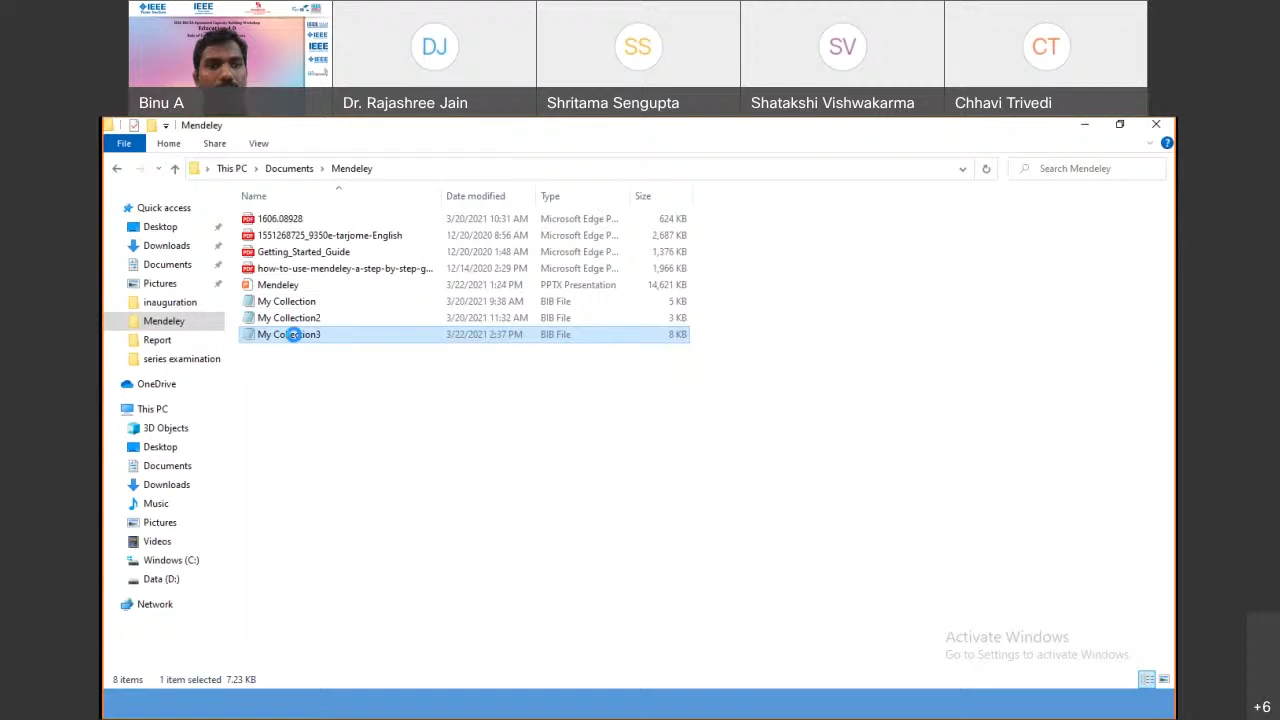 IEEE IEEE
Education 4.0
IEEE
IEEE
Binu A
DJ
Dr. Rajashree Jain
SS
Shritama Sengupta
SV
Shatakshi Vishwakarma
CT
Chhavi Trivedi
Mendeley
File Home Share View
This PC Documents Mendeley
Search Mendeley
Name Date modified Type Size
1606.08928 3/20/2021 10:31 AM Microsoft Edge P... 624 KB
1551268725_9350e-tarjome-English 12/20/2020 8:56 AM Microsoft Edge P... 2,687 KB
Getting_Started_Guide 12/20/2020 1:48 AM Microsoft Edge P... 1,376 KB
how-to-use-mendeley-a-step-by-step-g... 12/14/2020 2:29 PM Microsoft Edge P... 1,966 KB
Mendeley 3/22/2021 1:24 PM PPTX Presentation 14,621 KB
My Collection 3/20/2021 9:38 AM BIB File 5 KB
My Collection2 3/20/2021 11:32 AM BIB File 3 KB
My Collection3 3/22/2021 2:37 PM BIB File 8 KB
Quick access
Desktop
Downloads
Documents
Pictures
inauguration
Mendeley
Report
series examination
OneDrive
This PC
3D Objects
Desktop
Documents
Downloads
Music
Pictures
Videos
Windows (C:)
Data (D:)
Network
Activate Windows
Go to Settings to activate Windows.
8 items 1 item selected 7.23 KB
+6